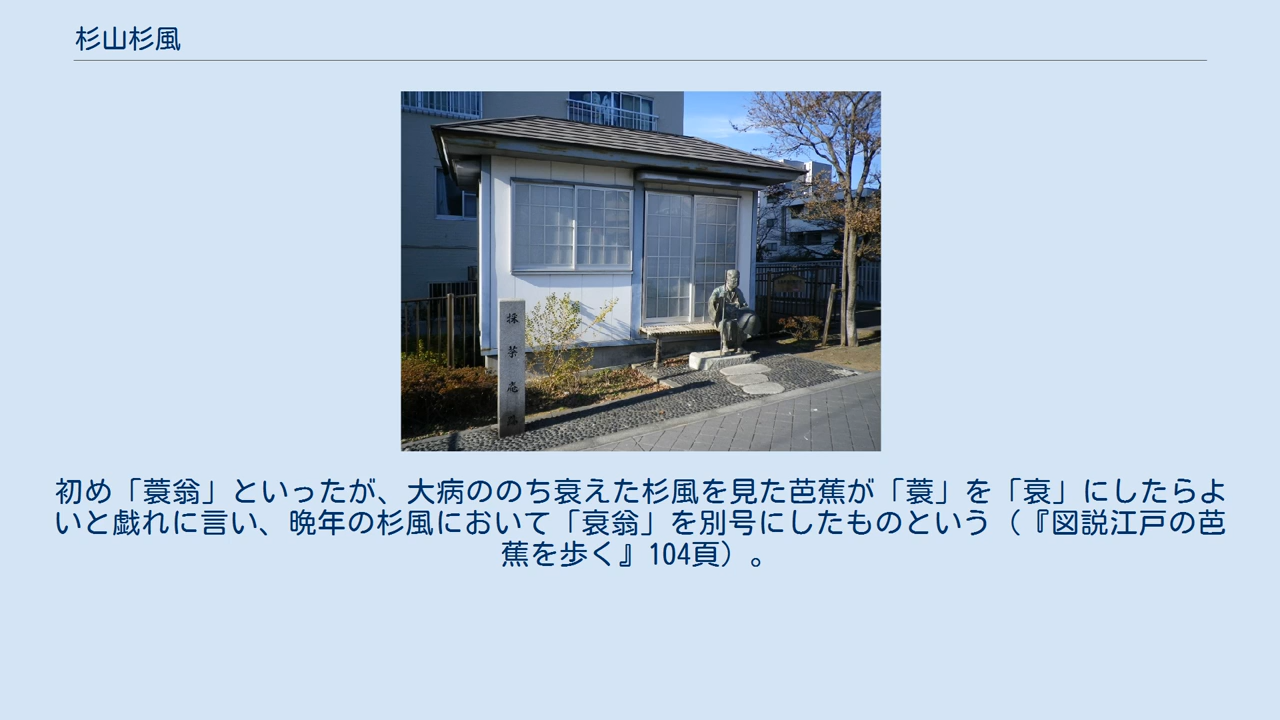 杉山杉風
採
荼
庵
跡
初め「蓑翁」といったが、大病ののち衰えた杉風を見た芭蕉が「蓑」を「衰」にしたらよ
いと戯れに言い、晩年の杉風において「衰翁」を別号にしたものという（『図説江戸の芭
蕉を歩く』104頁）。